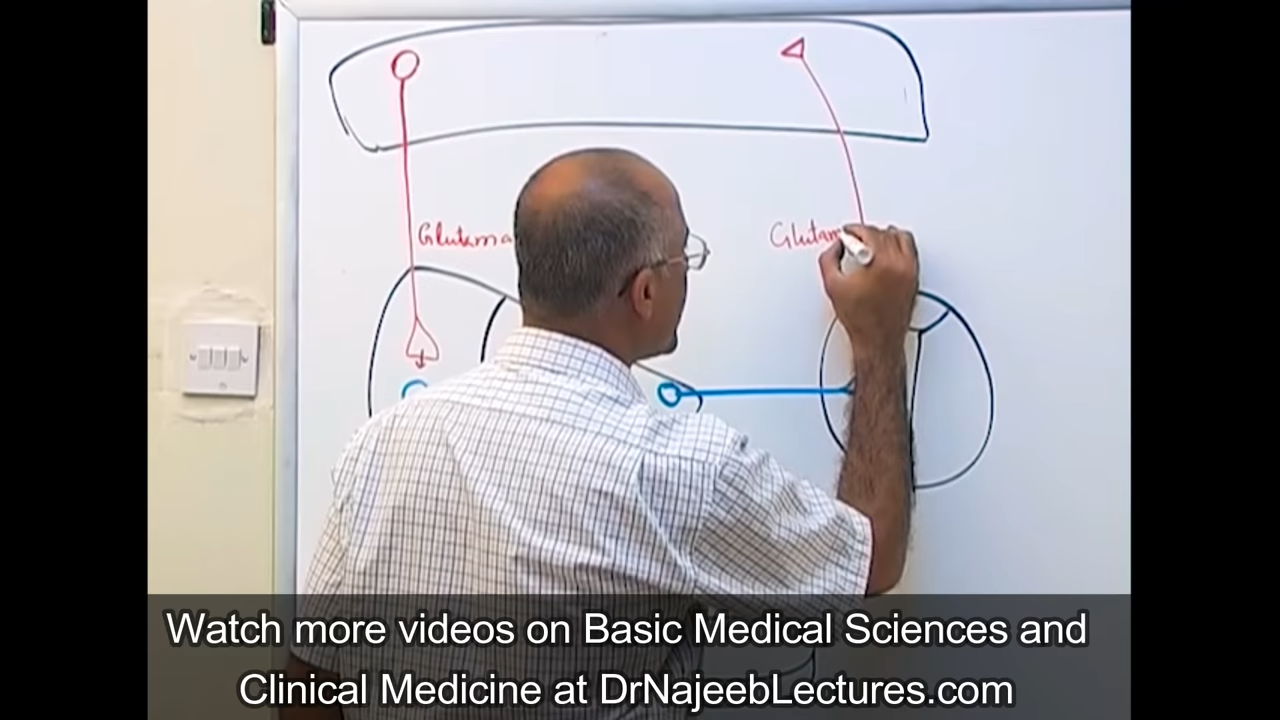 Glutama
Glutam
Watch more videos on Basic Medical Sciences and
Clinical Medicine at DrNajeebLectures.com